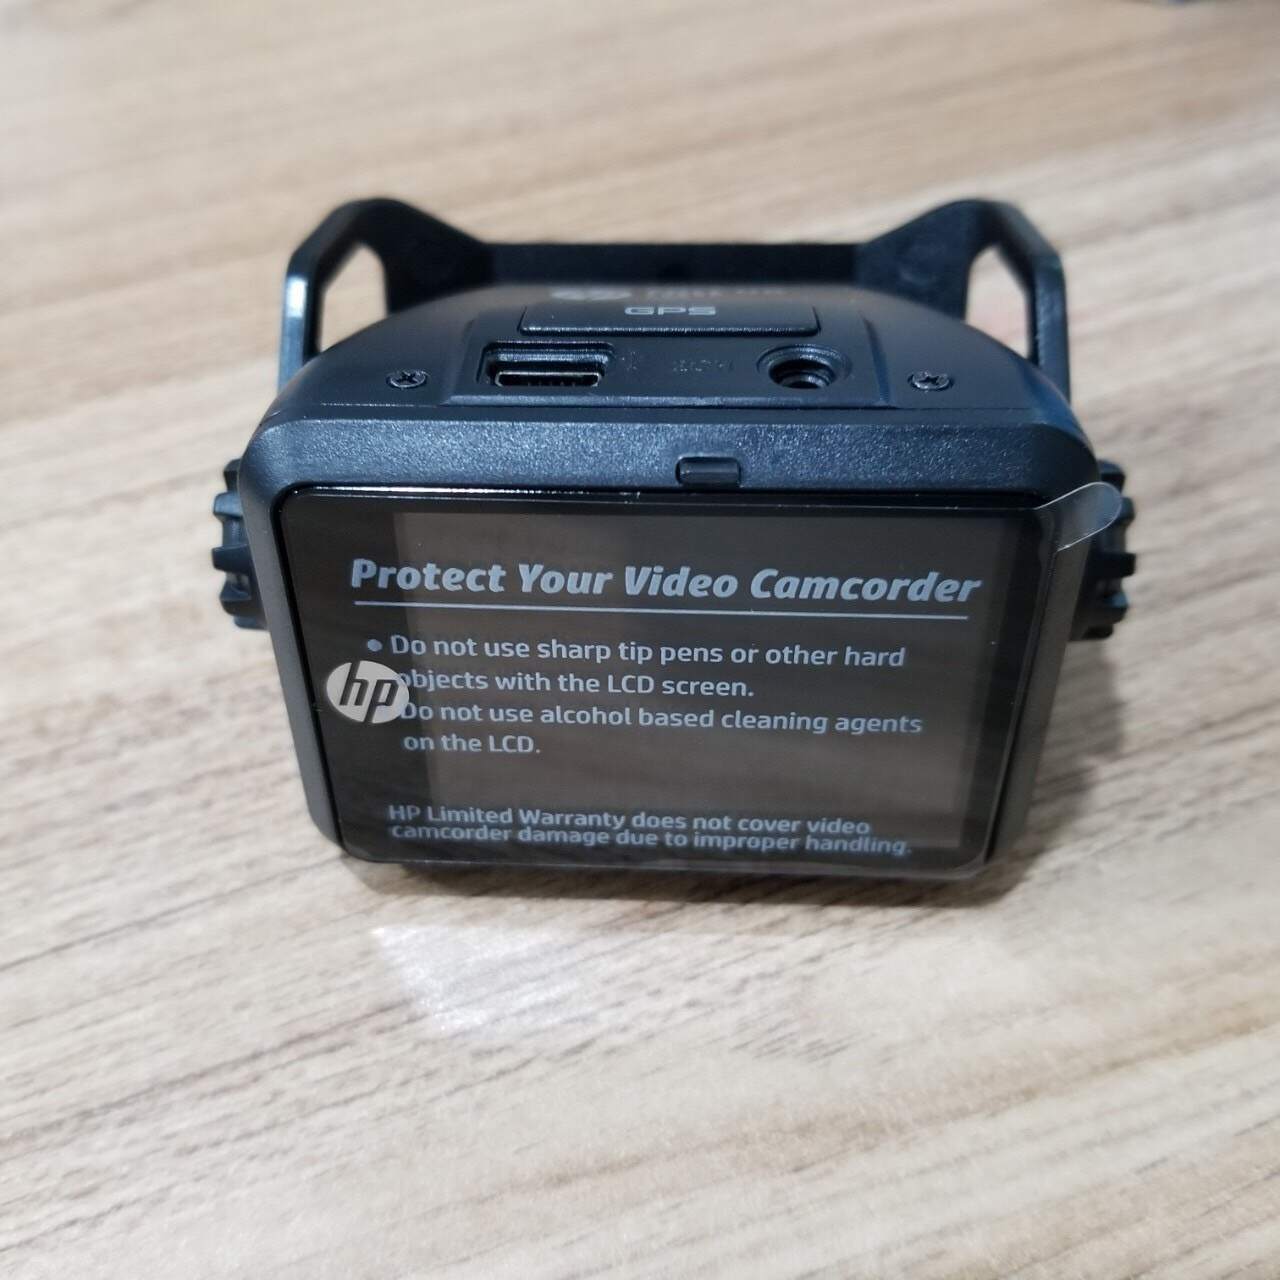 GPS
Protect Your Video Camcorder
• Do not use sharp tip pens or other hard
objects with the LCD screen.
hp
Do not use alcohol based cleaning agents
on the LCD.
HP Limited Warranty does not cover video
camcorder damage due to improper handling.